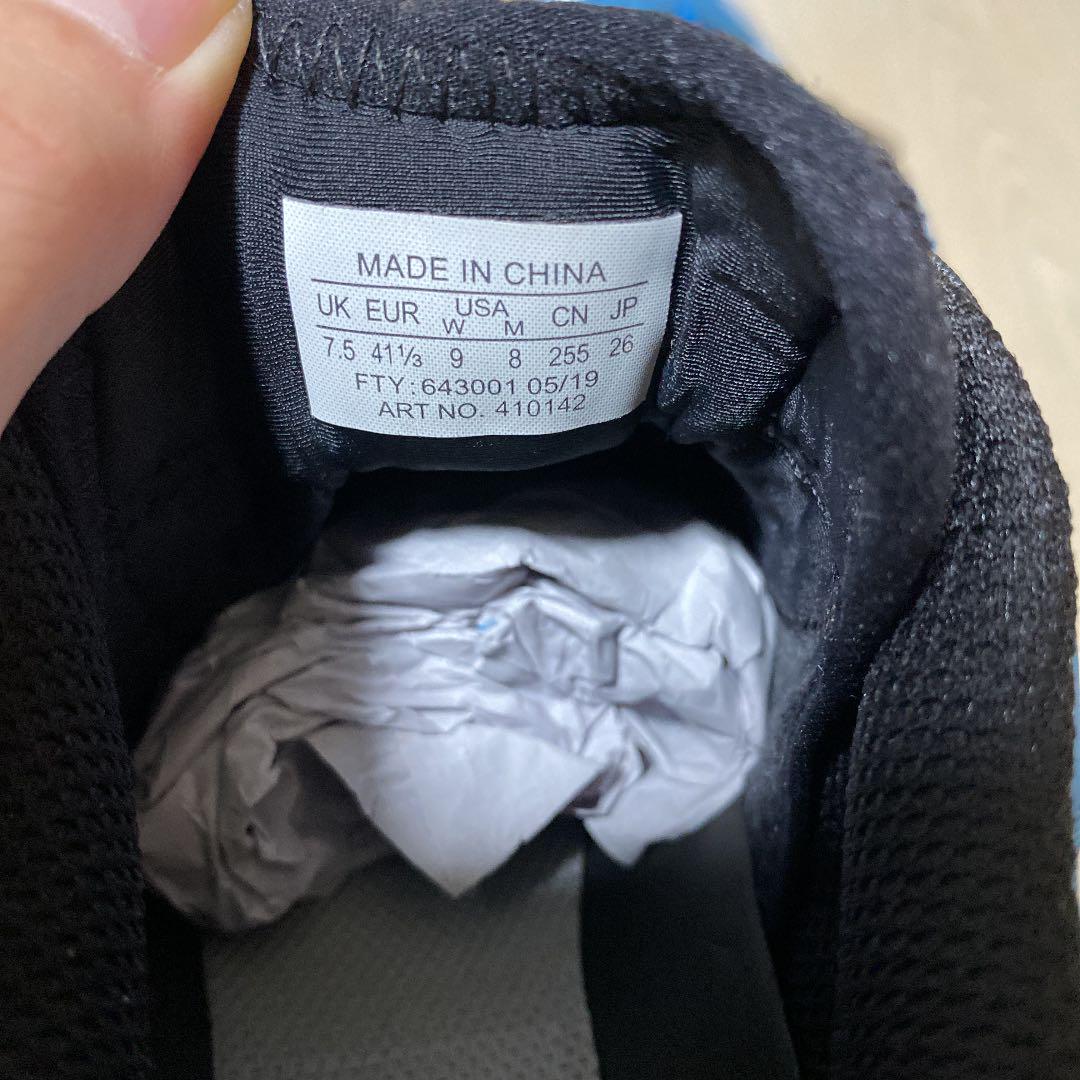 MADE IN CHINA
UK EUR USA CN JP
W M
7.5 41⅓ 9 8 255 26
FTY: 643001 05/19
ART NO. 410142